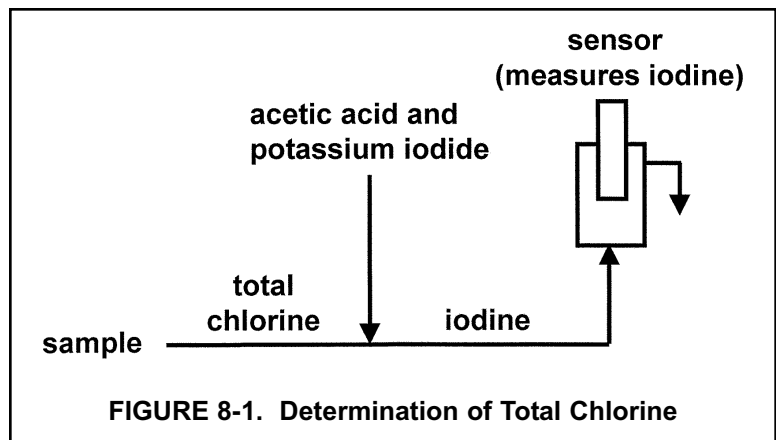 sensor
(measures iodine)
acetic acid and
potassium iodide
total
chlorine
iodine
sample
FIGURE 8-1. Determination of Total Chlorine